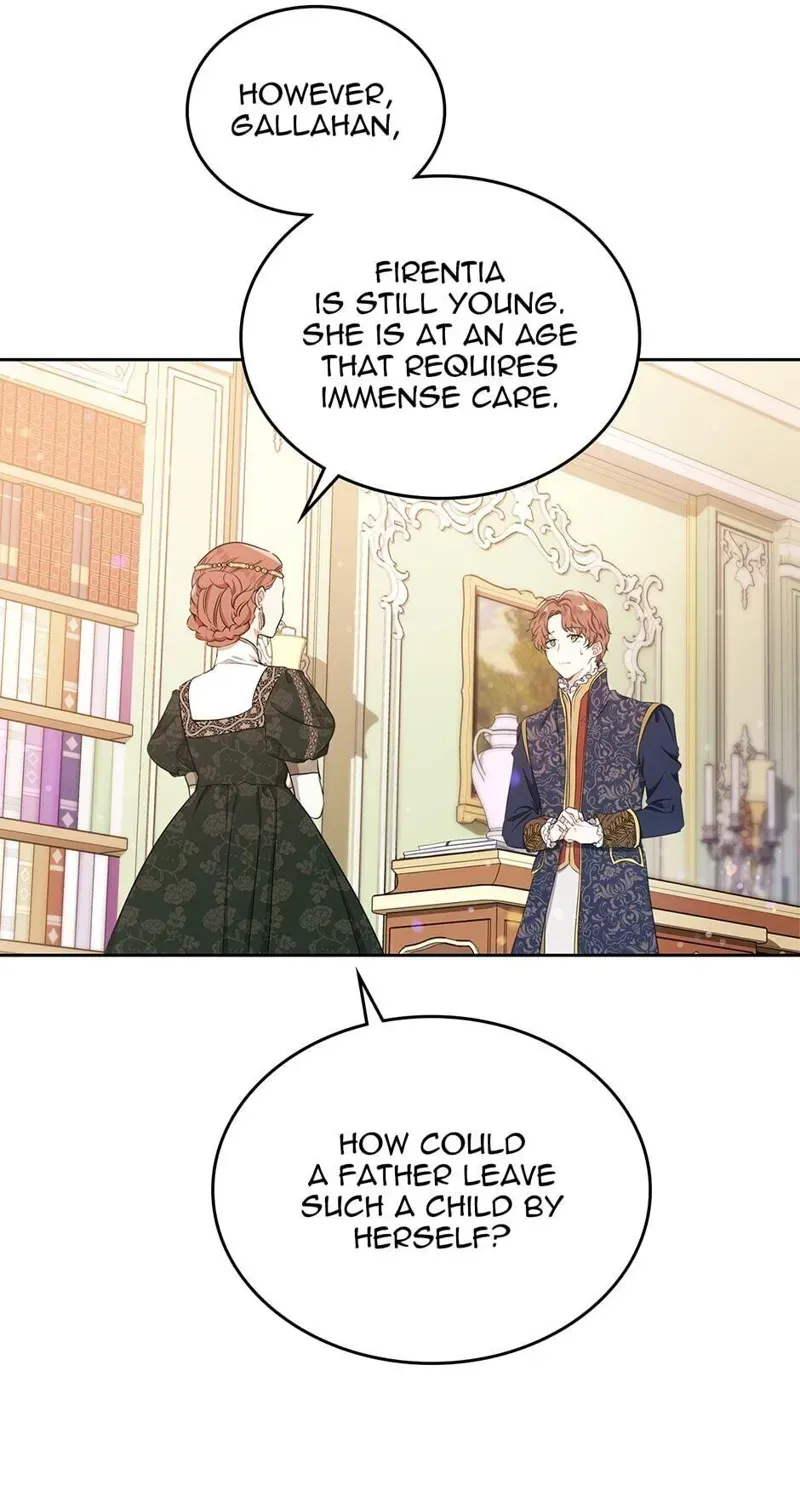 HOWEVER,
GALLAHAN,
FIRENTIA
IS STILL YOUNG.
SHE IS AT AN AGE
THAT REQUIRES
IMMENSE CARE.
HOW COULD
A FATHER LEAVE
SUCH A CHILD BY
HERSELF?